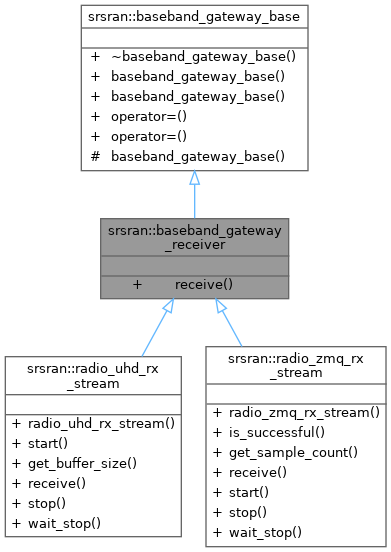 srsran::baseband_gateway_base
+ ~baseband_gateway_base()
+ baseband_gateway_base()
+ baseband_gateway_base()
+ operator=()
+ operator=()
# baseband_gateway_base()
srsran::baseband_gateway
_receiver
+ receive()
srsran::radio_uhd_rx
_stream
+ radio_uhd_rx_stream()
+ start()
+ get_buffer_size()
+ receive()
+ stop()
+ wait_stop()
srsran::radio_zmq_rx
_stream
+ radio_zmq_rx_stream()
+ is_successful()
+ get_sample_count()
+ receive()
+ start()
+ stop()
+ wait_stop()